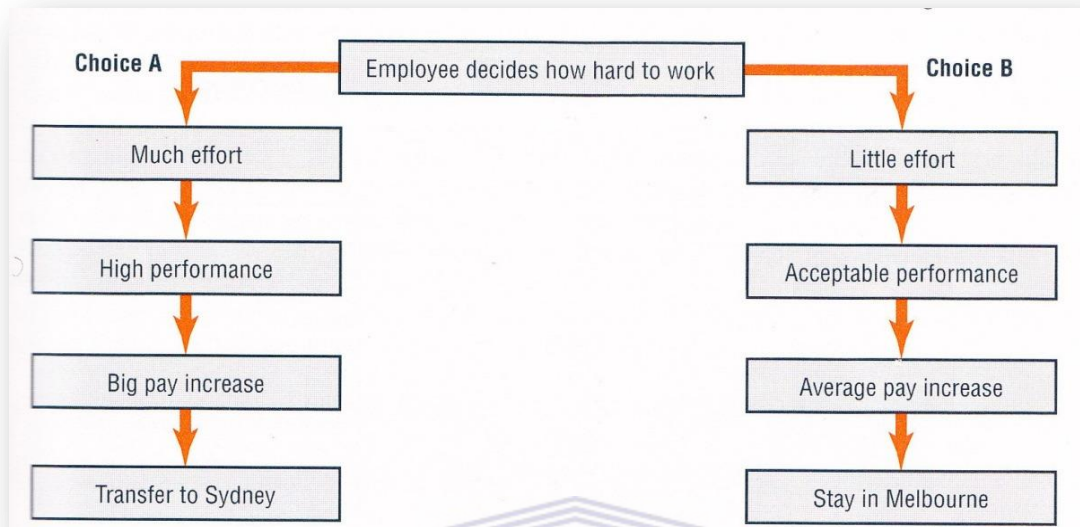 Employee decides how hard to work
Choice A
Much effort
High performance
Big pay increase
Transfer to Sydney
Choice B
Little effort
Acceptable performance
Average pay increase
Stay in Melbourne